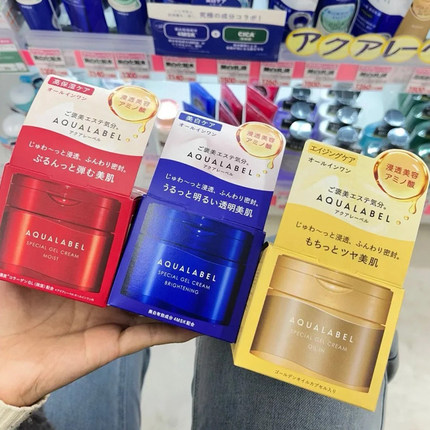 アクアレー
高保湿ケア
オールインワン
浸透美容
アミノ酸
ご褒美エステ気分。
AQUALABEL
アクアレーベル
じゅわ〜っと浸透、ふんわり密封。
ぷるんっと弾む美肌
AQUALABEL
SPECIAL GEL CREAM
MOIST
美白ケア
オールインワン
浸透美容
アミノ酸
ご褒美エステ気分。
AQUALABEL
アクアレーベル
じゅわ〜っと浸透、ふんわり密封。
うるっと明るい透明美肌
AQUALABEL
SPECIAL GEL CREAM
BRIGHTENING
美白有効成分 4MSK 配合
エイジングケア
オールインワン
浸透美容
アミノ酸
ご褒美エステ気分。
AQUALABEL
アクアレーベル
じゅわ〜っと浸透、ふんわり密封。
もちっとツヤ美肌
AQUALABEL
SPECIAL GEL CREAM